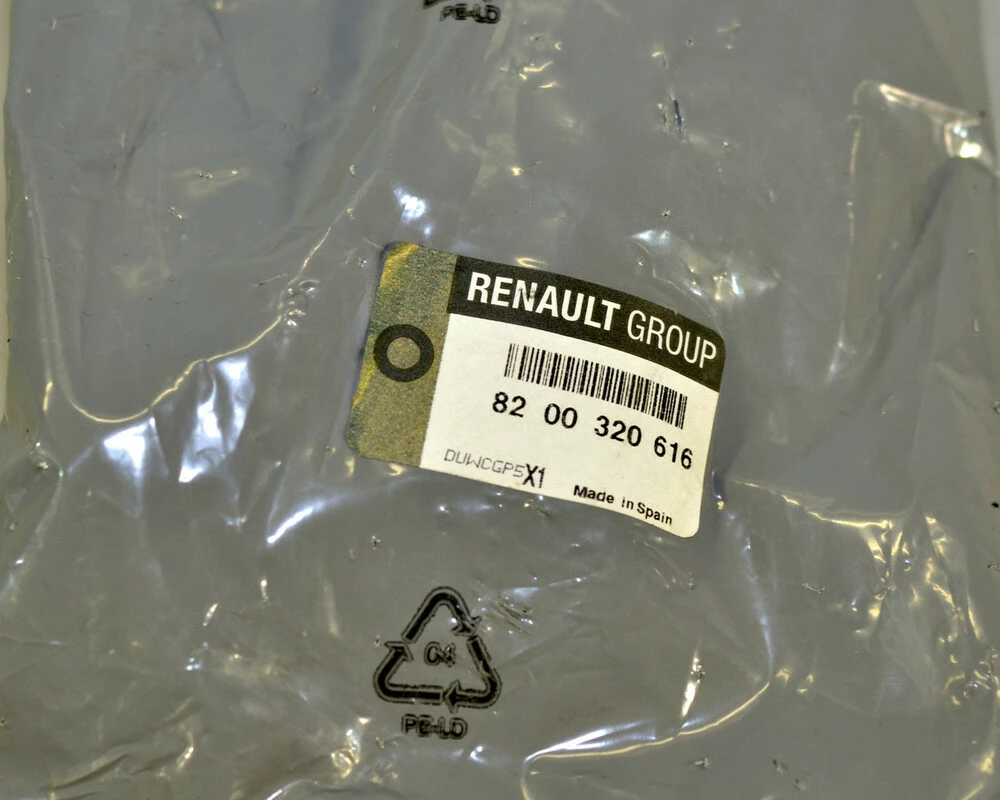 PE-LD
RENAULT GROUP
82 00 320 616
DUWCGP5X1
Made in Spain
04
PE-LD